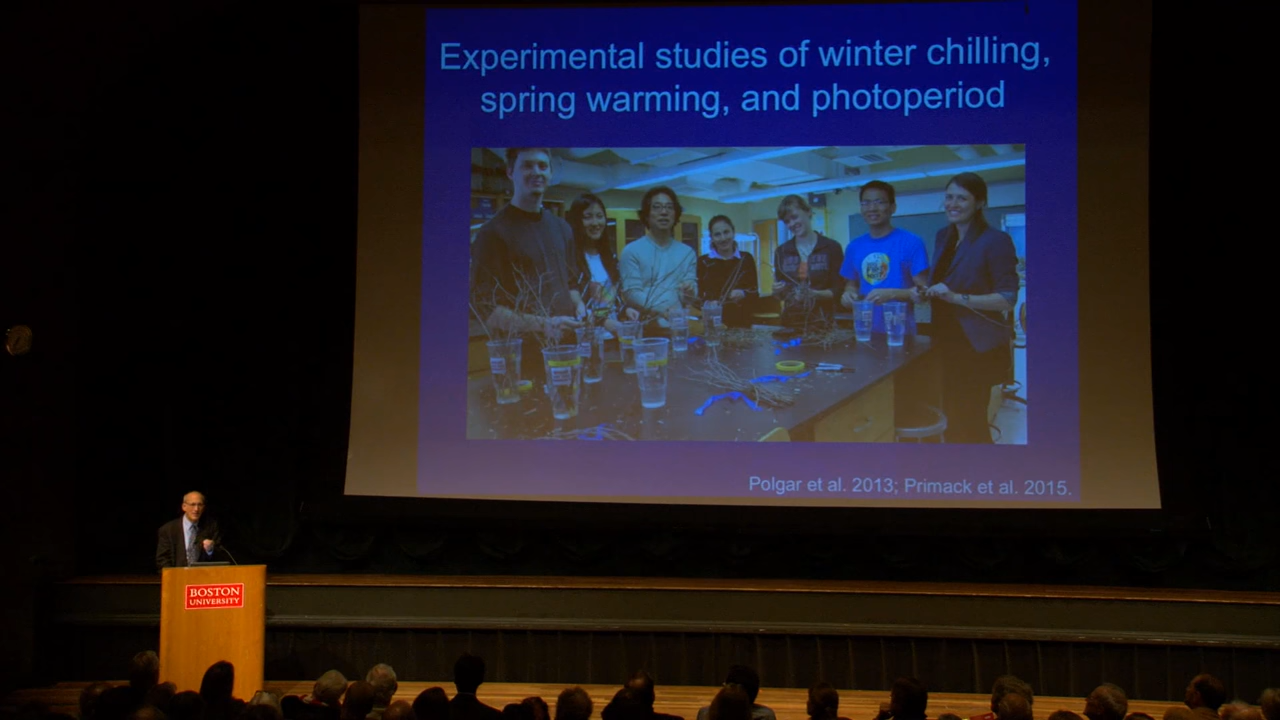 Experimental studies of winter chilling,
spring warming, and photoperiod
Polgar et al. 2013; Primack et al. 2015.
BOSTON
UNIVERSITY